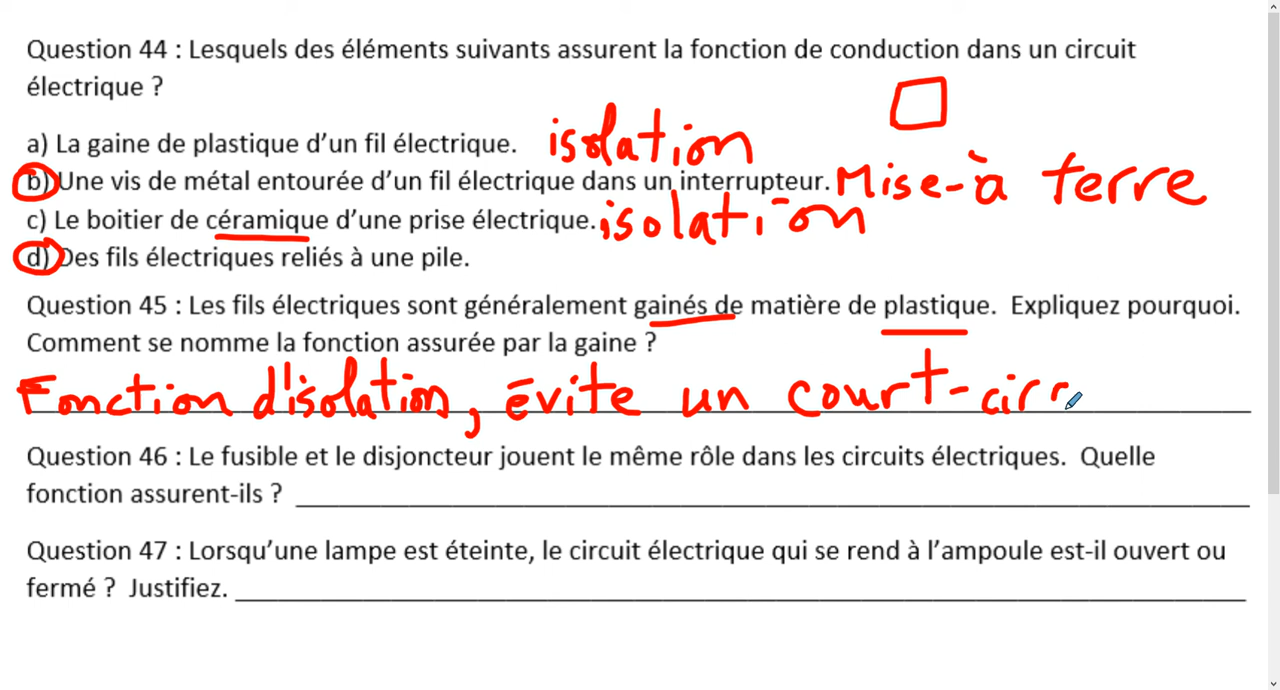 Question 44 : Lesquels des éléments suivants assurent la fonction de conduction dans un circuit
électrique ?
a) La gaine de plastique d'un fil électrique. isolation
b) Une vis de métal entourée d'un fil électrique dans un interrupteur. Mise-à terre
c) Le boitier de céramique d'une prise électrique. isolation
d) Des fils électriques reliés à une pile.
Question 45 : Les fils électriques sont généralement gainés de matière de plastique. Expliquez pourquoi.
Comment se nomme la fonction assurée par la gaine ?
Fonction d'isolation, évite un court-circ
Question 46 : Le fusible et le disjoncteur jouent le même rôle dans les circuits électriques. Quelle
fonction assurent-ils ?
Question 47 : Lorsqu'une lampe est éteinte, le circuit électrique qui se rend à l'ampoule est-il ouvert ou
fermé ? Justifiez.